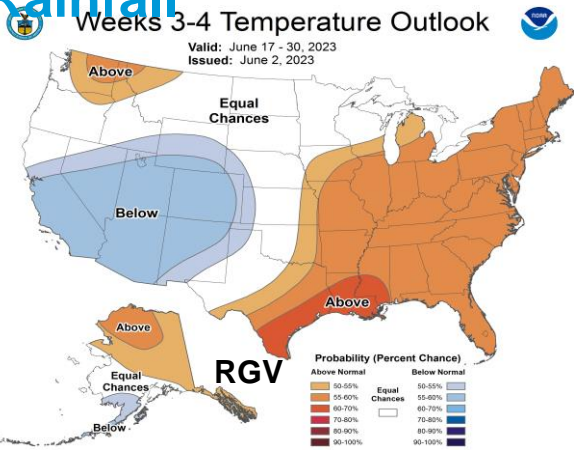 Rainfall
Weeks 3-4 Temperature Outlook
NOAA
Valid: June 17 - 30, 2023
Issued: June 2, 2023
Above
Equal
Chances
Below
Above
Above
Equal
Chances
Below
RGV
Probability (Percent Chance)
Above Normal
Below Normal
50-55%
55-60%
60-70%
70-80%
80-90%
90-100%
Equal
Chances
50-55%
55-60%
60-70%
70-80%
80-90%
90-100%